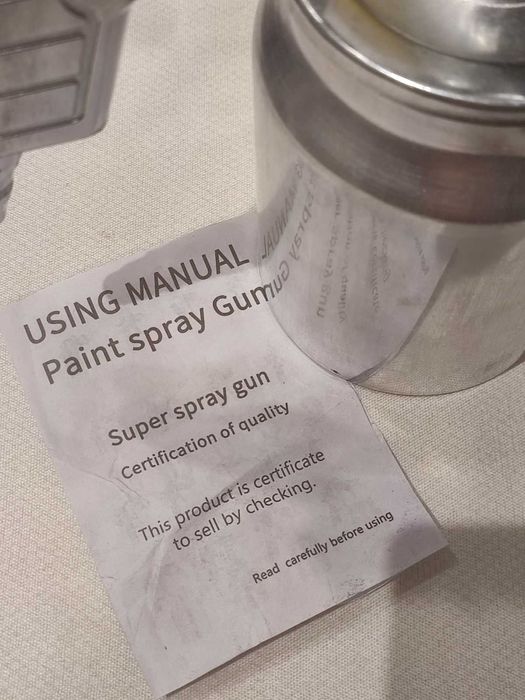 USING MANUAL
Paint spray Gun
Super spray gun
Certification of quality
This product is certificate
to sell by checking.
Read carefully before using